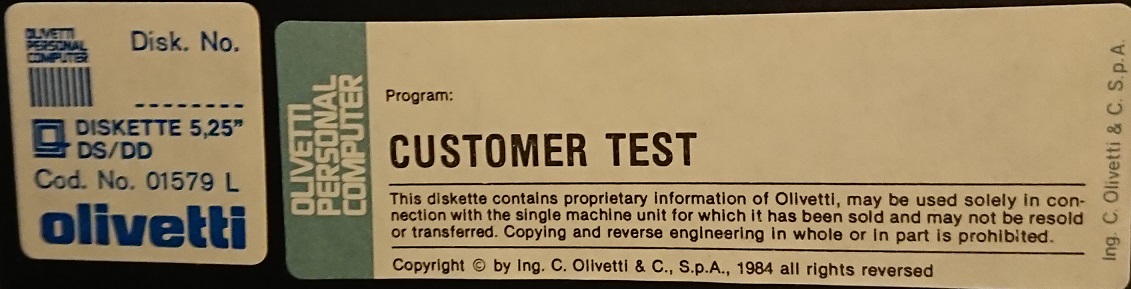 OLIVETTI
PERSONAL
COMPUTER
Disk. No.
DISKETTE 5,25"
DS/DD
Cod. No. 01579 L
olivetti
OLIVETTI
PERSONAL
COMPUTER
Program:
CUSTOMER TEST
This diskette contains proprietary information of Olivetti, may be used solely in con-
nection with the single machine unit for which it has been sold and may not be resold
or transferred. Copying and reverse engineering in whole or in part is prohibited.
Copyright © by Ing. C. Olivetti & C., S.p.A., 1984 all rights reversed
Ing. C. Olivetti & C. S.p.A.